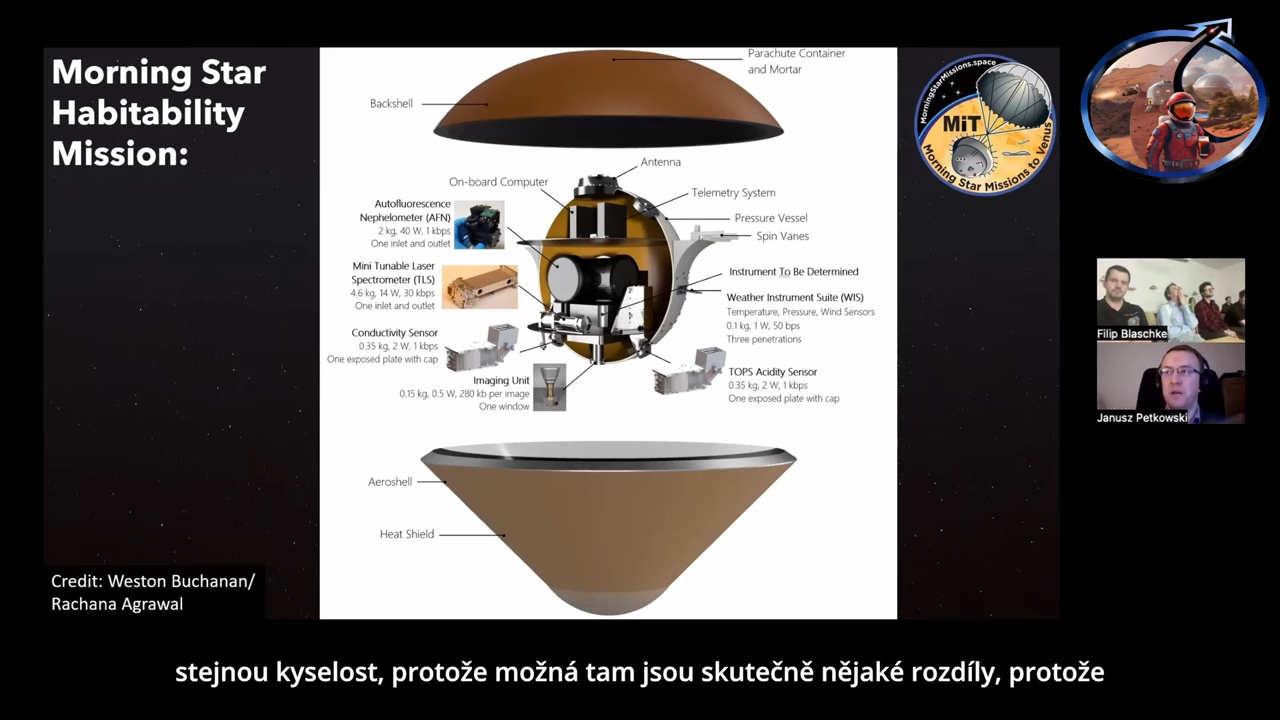 Morning Star
Habitability
Mission:
Parachute Container
and Mortar
Backshell
Antenna
On-board Computer
Telemetry System
Autofluorescence
Nephelometer (AFN)
2 kg, 40 W, 1 kbps
One inlet and outlet
Pressure Vessel
Spin Vanes
Mini Tunable Laser
Spectrometer (TLS)
4.6 kg, 14 W, 30 kbps
One inlet and outlet
Instrument To Be Determined
Weather Instrument Suite (WIS)
Temperature, Pressure, Wind Sensors
0.1 kg, 1 W, 50 bps
Three penetrations
Conductivity Sensor
0.35 kg, 2 W, 1 kbps
One exposed plate with cap
Imaging Unit
0.15 kg, 0.5 W, 280 kb per image
One window
TOPS Acidity Sensor
0.35 kg, 2 W, 1 kbps
One exposed plate with cap
Aeroshell
Heat Shield
Credit: Weston Buchanan/
Rachana Agrawal
MorningStarMissions.space
MiT
Morning Star Missions to Venus
Filip Blaschke
Janusz Petkowski
stejnou kyselost, protože možná tam jsou skutečně nějaké rozdíly, protože